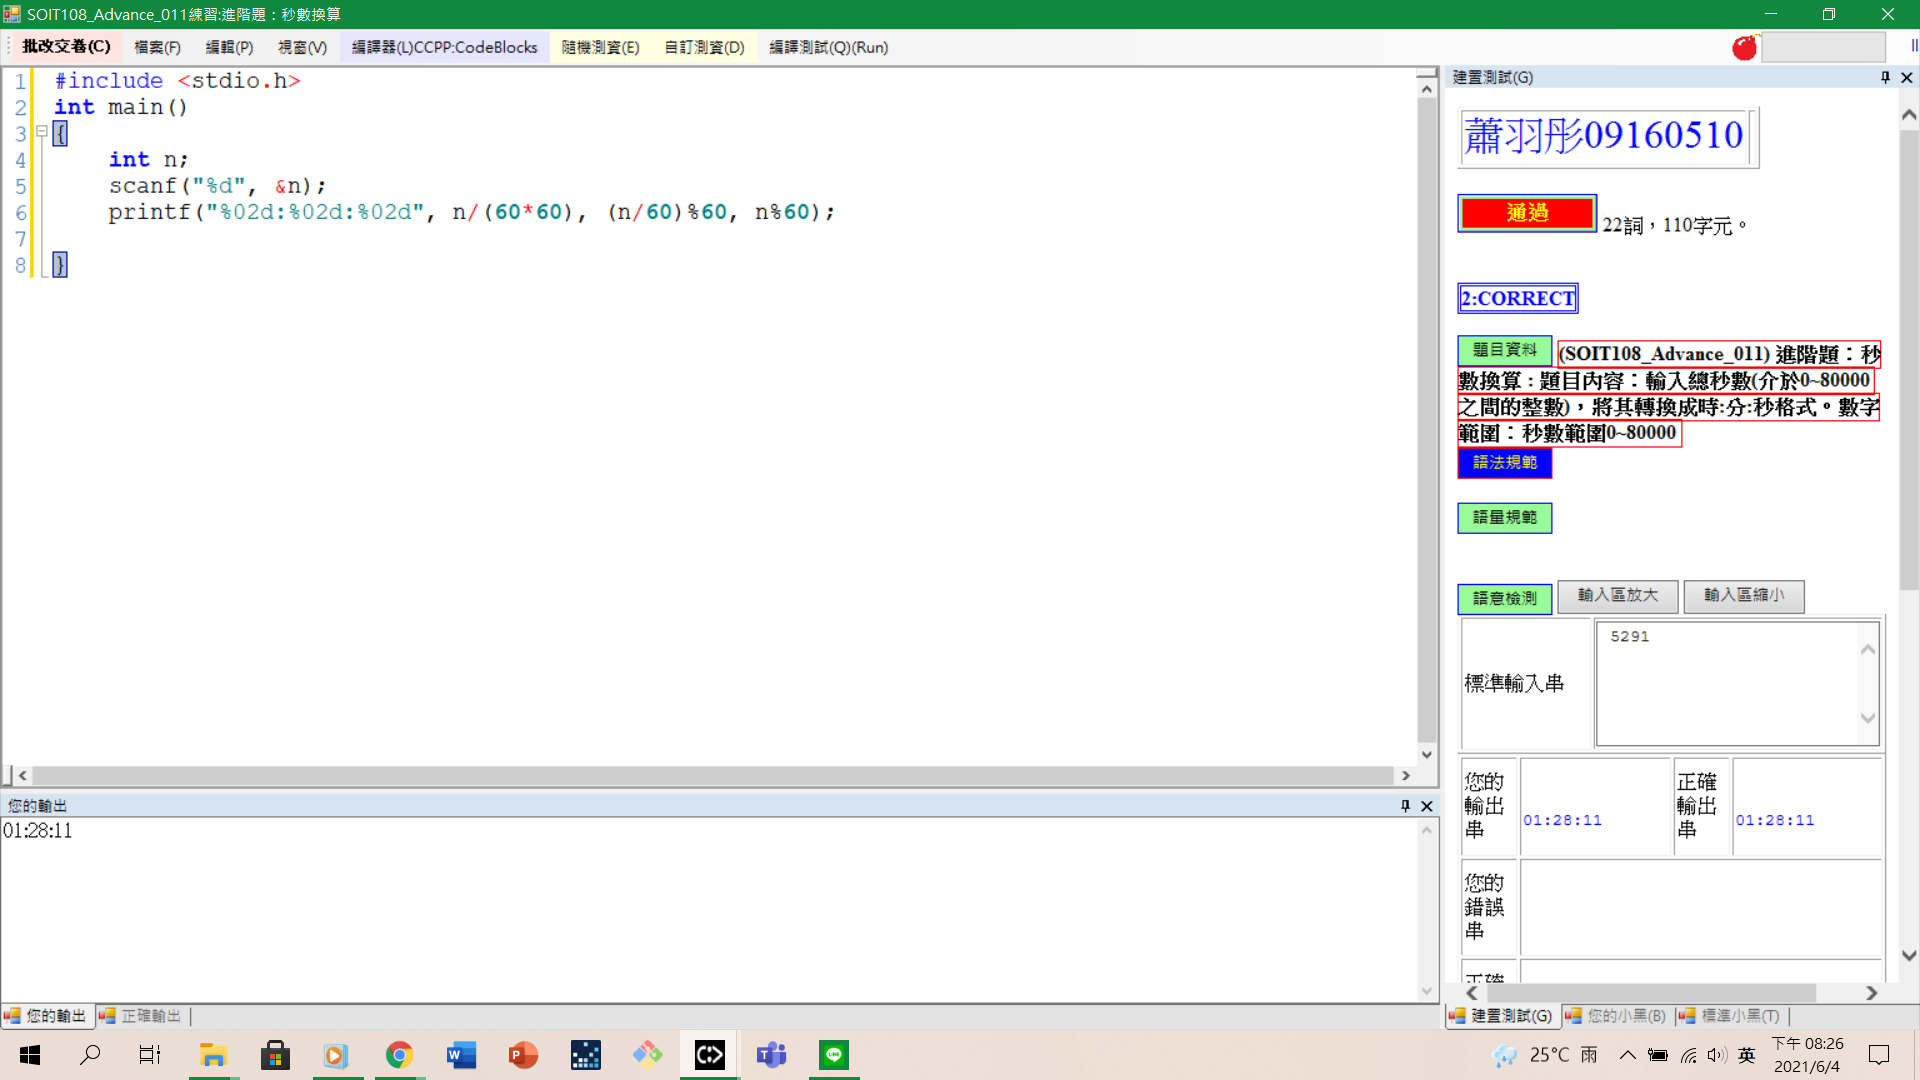 SOIT108_Advance_011練習:進階題：秒數換算
批改交卷(C) 檔案(F) 編輯(P) 視窗(V) 編譯器(L)CCPP:CodeBlocks 隨機測資(E) 自訂測資(D) 編譯測試(Q)(Run)
1 #include <stdio.h>
2 int main()
3 {
4 int n;
5 scanf("%d", &n);
6 printf("%02d:%02d:%02d", n/(60*60), (n/60)%60, n%60);
7
8 }
您的輸出
01:28:11
您的輸出 正確輸出
建置測試(G)
蕭羽彤09160510
通過 22詞，110字元。
2:CORRECT
題目資料 (SOIT108_Advance_011) 進階題：秒
數換算：題目內容：輸入總秒數(介於0~80000
之間的整數)，將其轉換成時:分:秒格式。數字
範圍：秒數範圍0~80000
語法規範
語量規範
語意檢測 輸入區放大 輸入區縮小
標準輸入串 5291
您的輸出串 01:28:11 正確輸出串 01:28:11
您的錯誤串
正確
建置測試(G) 您的小黑(B) 標準小黑(T)
25°C 雨 英 下午 08:26
2021/6/4